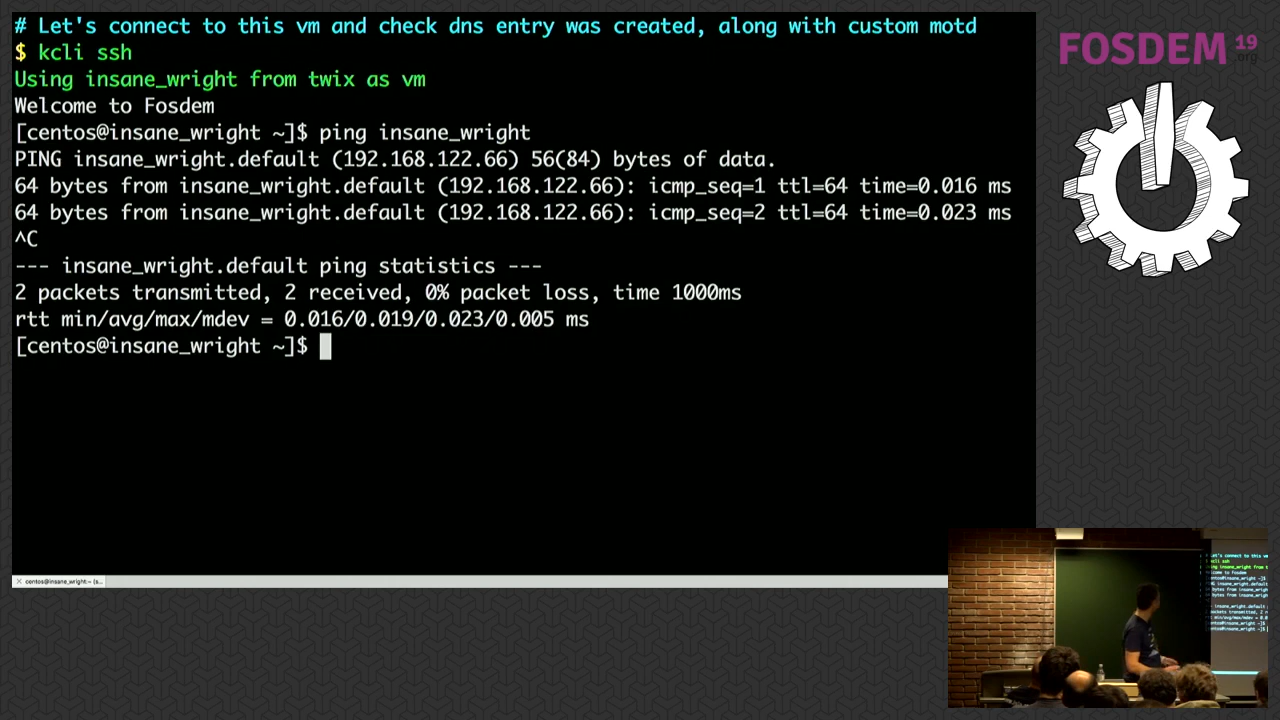 # Let's connect to this vm and check dns entry was created, along with custom motd
$ kcli ssh
Using insane_wright from twix as vm
Welcome to Fosdem
[centos@insane_wright ~]$ ping insane_wright
PING insane_wright.default (192.168.122.66) 56(84) bytes of data.
64 bytes from insane_wright.default (192.168.122.66): icmp_seq=1 ttl=64 time=0.016 ms
64 bytes from insane_wright.default (192.168.122.66): icmp_seq=2 ttl=64 time=0.023 ms
^C
--- insane_wright.default ping statistics ---
2 packets transmitted, 2 received, 0% packet loss, time 1000ms
rtt min/avg/max/mdev = 0.016/0.019/0.023/0.005 ms
[centos@insane_wright ~]$
centos@insane_wright:~ (s...
FOSDEM 19
.org